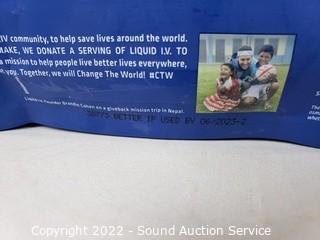 IV community, to help save lives around the world.
MAKE, WE DONATE A SERVING OF LIQUID I.V. TO
a mission to help people live better lives everywhere,
you. Together, we will Change The World! #CTW
Liquid I.V. Founder Brandin Cohen on a giveback mission trip in Nepal.
BETTER IF USED BY 06/2023-2
Copyright 2022 - Sound Auction Service